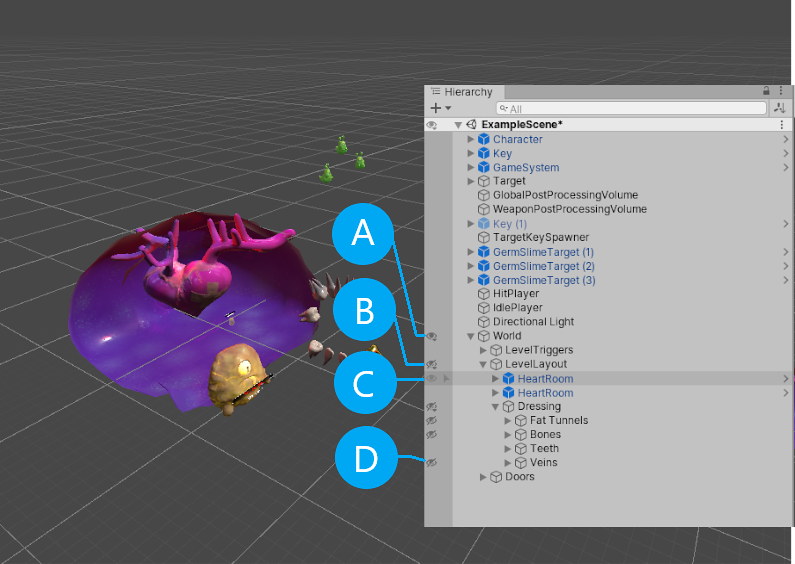 Hierarchy
All
ExampleScene*
Character
Key
GameSystem
Target
GlobalPostProcessingVolume
WeaponPostProcessingVolume
Key (1)
TargetKeySpawner
GermSlimeTarget (1)
GermSlimeTarget (2)
GermSlimeTarget (3)
HitPlayer
IdlePlayer
Directional Light
A
World
LevelTriggers
B
LevelLayout
C
HeartRoom
HeartRoom
Dressing
Fat Tunnels
Bones
Teeth
D
Veins
Doors